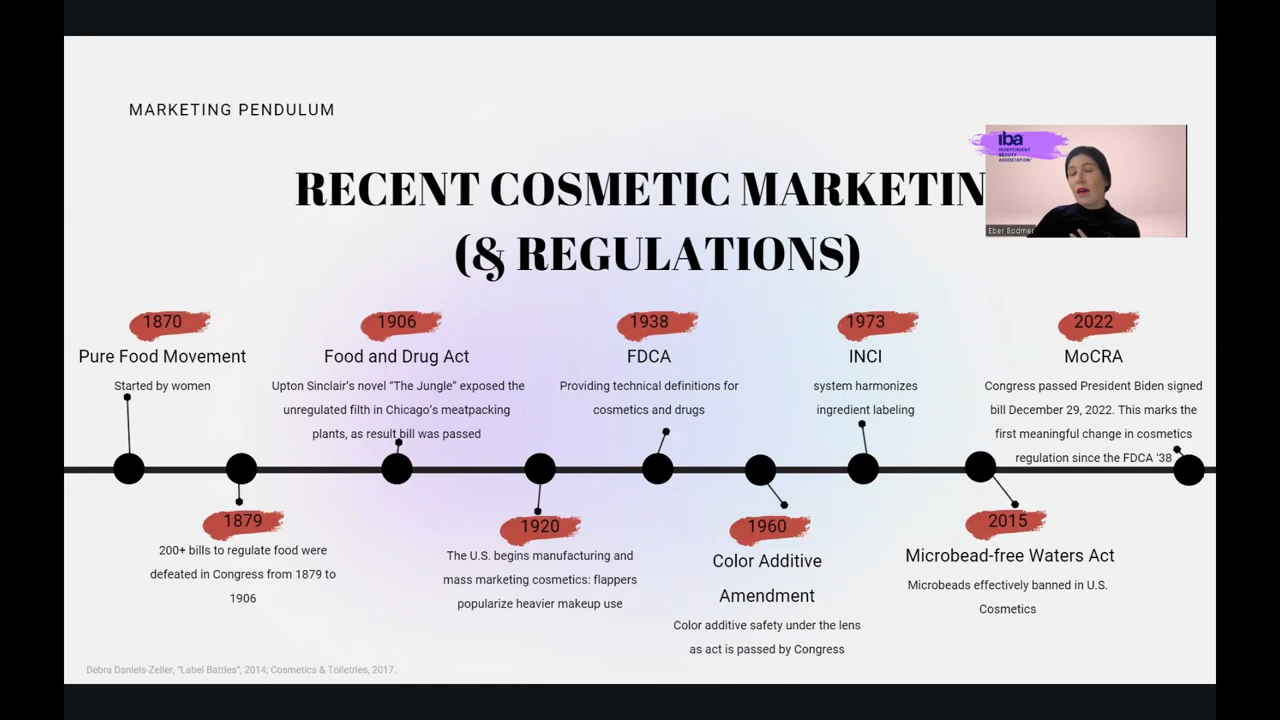 MARKETING PENDULUM
iba
INDEPENDENT
BEAUTY
ASSOCIATION
Eber Bodmer
RECENT COSMETIC MARKETIN
(& REGULATIONS)
1870
Pure Food Movement
Started by women
1906
Food and Drug Act
Upton Sinclair's novel “The Jungle” exposed the
unregulated filth in Chicago's meatpacking
plants, as result bill was passed
1938
FDCA
Providing technical definitions for
cosmetics and drugs
1973
INCI
system harmonizes
ingredient labeling
2022
MoCRA
Congress passed President Biden signed
bill December 29, 2022. This marks the
first meaningful change in cosmetics
regulation since the FDCA ‘38
1879
200+ bills to regulate food were
defeated in Congress from 1879 to
1906
1920
The U.S. begins manufacturing and
mass marketing cosmetics: flappers
popularize heavier makeup use
1960
Color Additive
Amendment
Color additive safety under the lens
as act is passed by Congress
2015
Microbead-free Waters Act
Microbeads effectively banned in U.S.
Cosmetics
Debra Daniels-Zeller, “Label Battles”, 2014; Cosmetics & Toiletries, 2017.